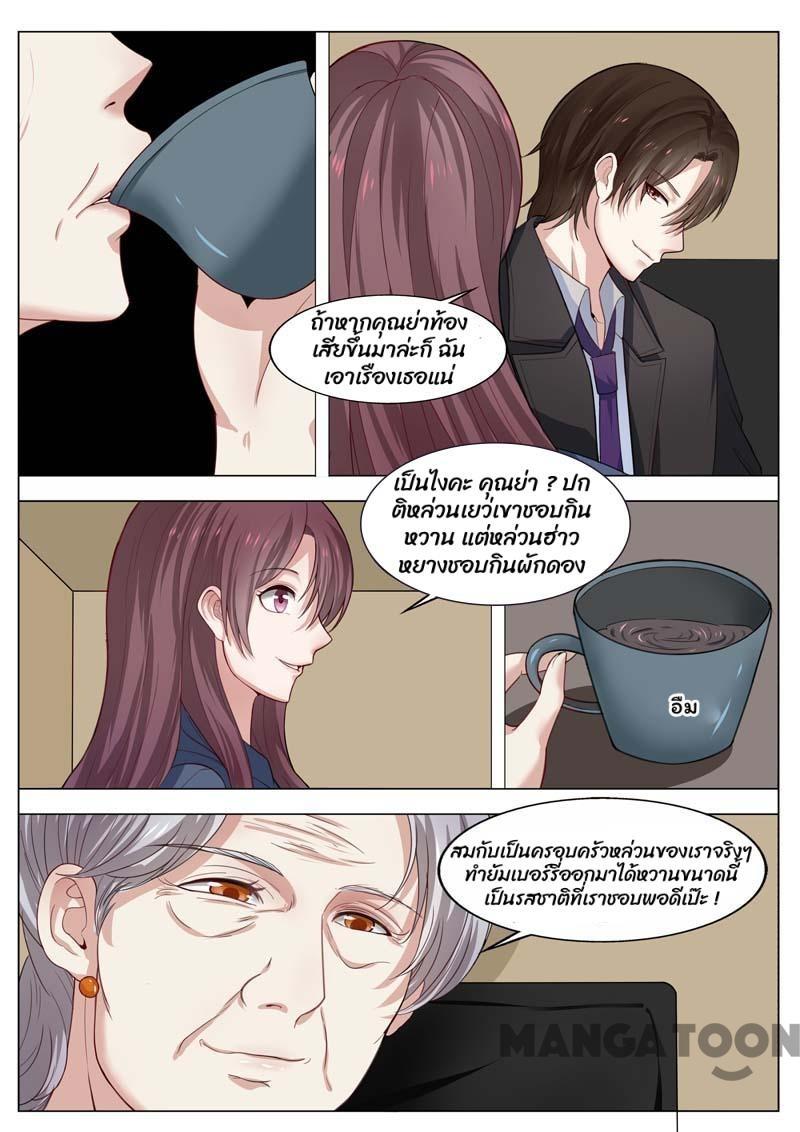 ถ้าหากคุณย่าท้อง
เสียขึ้นมาล่ะก็ ฉัน
เอาเรื่องเธอแน่
เป็นไงคะ คุณย่า ? ปก
ติหล่วนเยว่เขาชอบกิน
หวาน แต่หล่วนฮ่าว
หยางชอบกินผักดอง
อืม
สมกับเป็นครอบครัวหล่วนของเราจริงๆ
ทำยัมเบอร์รี่ออกมาได้หวานขนาดนี้
เป็นรสชาติที่เราชอบพอดีเป๊ะ !
MANGATOON